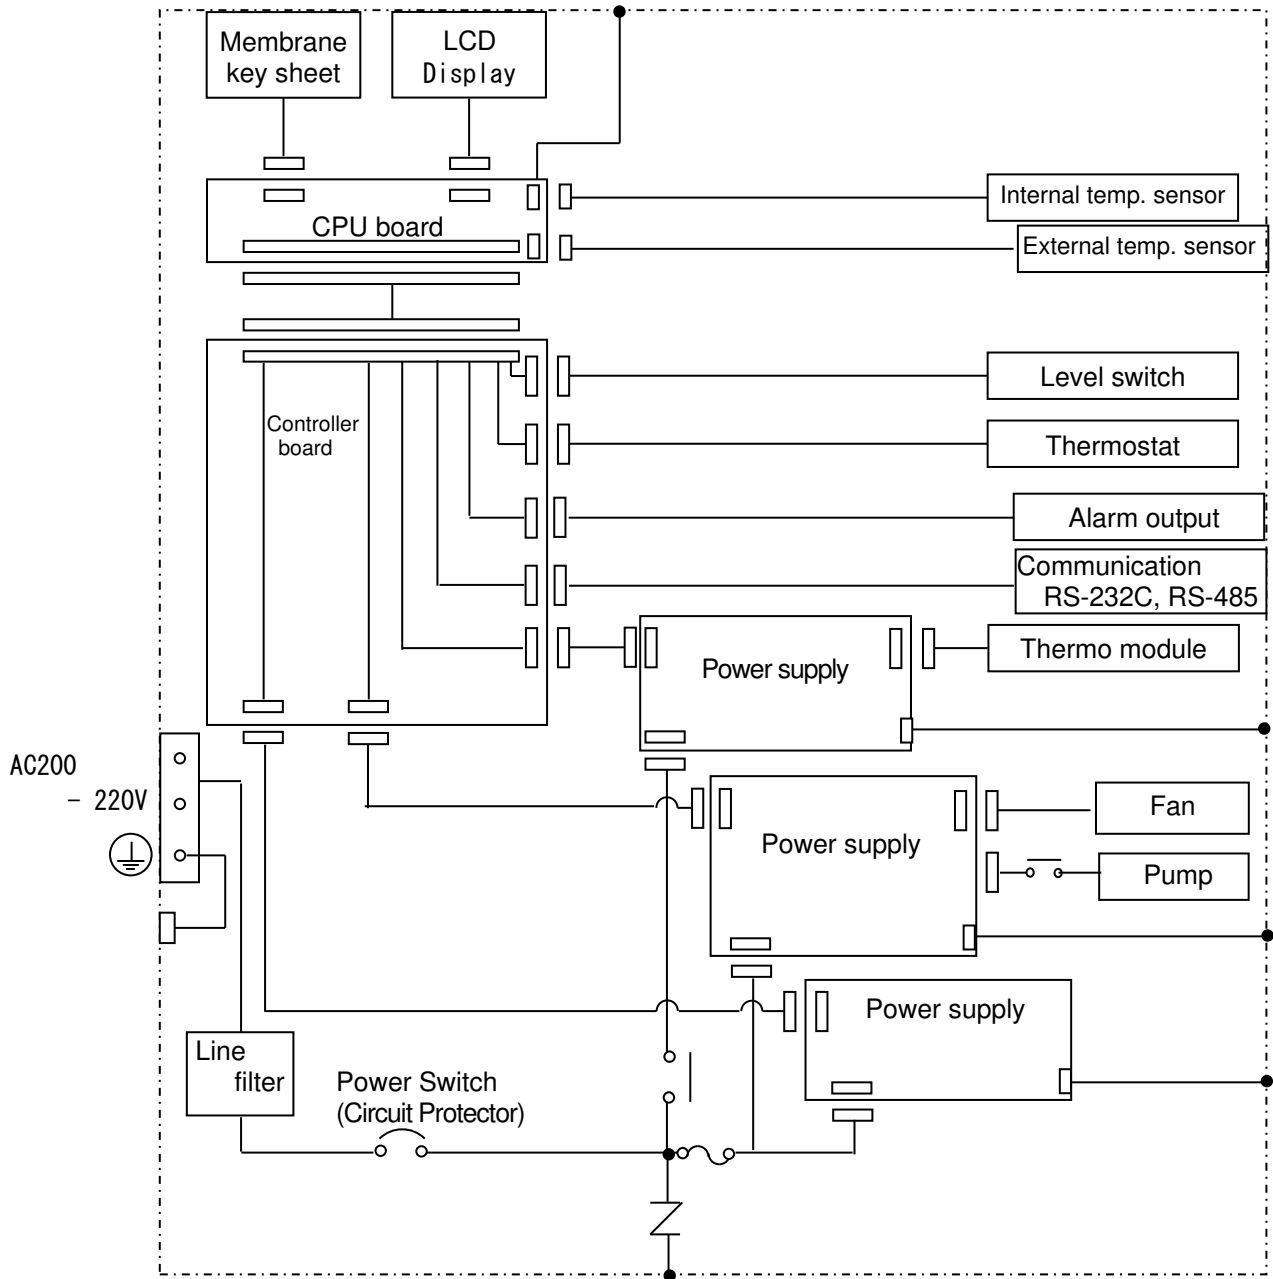 Membrane
key sheet
LCD
Display
CPU board
Internal temp. sensor
External temp. sensor
Controller
board
Level switch
Thermostat
Alarm output
Communication
RS-232C, RS-485
Thermo module
Power supply
AC200
- 220V
Power supply
Fan
Pump
Power supply
Line
filter
Power Switch
(Circuit Protector)